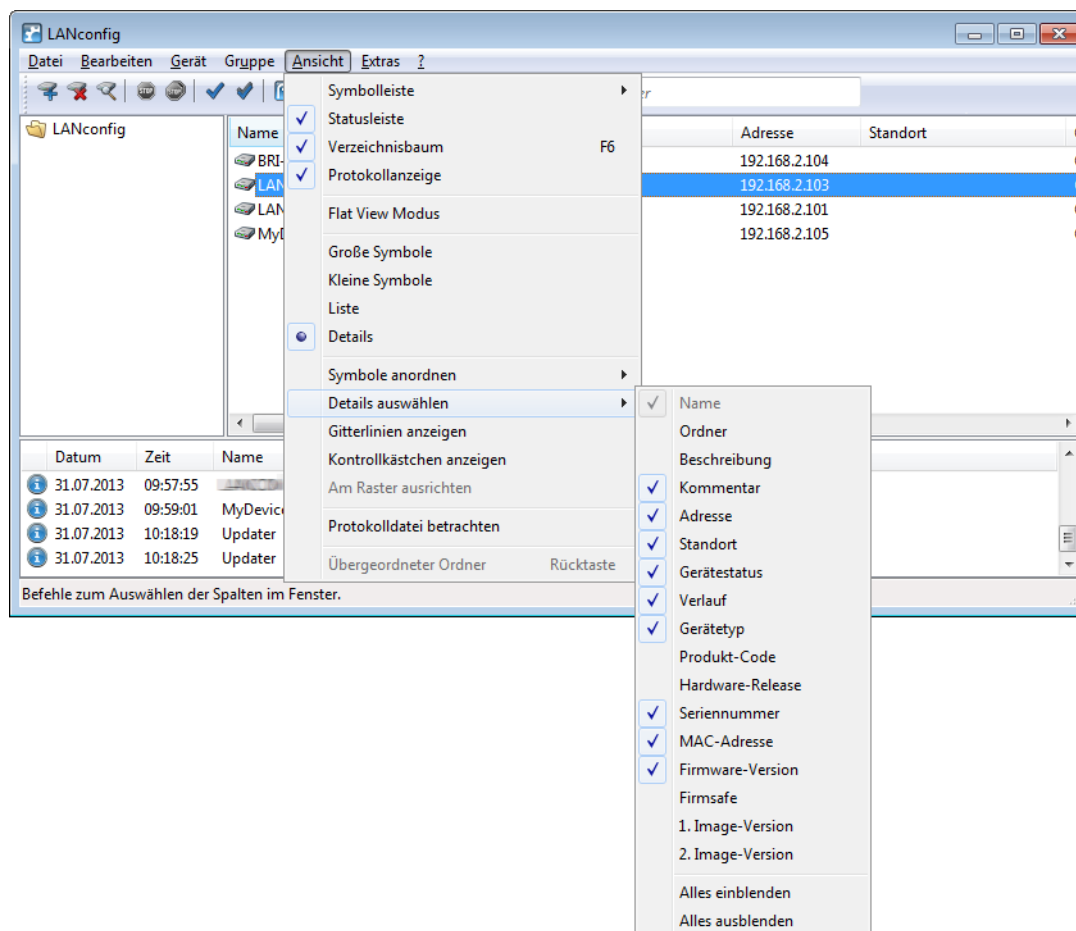 LANconfig
Datei Bearbeiten Gerät Gruppe Ansicht Extras ?
LANconfig
Name Adresse Standort
BRI- 192.168.2.104
LAN 192.168.2.103
LAN 192.168.2.101
192.168.2.105
Symbolleiste
Statusleiste
Verzeichnisbaum F6
Protokollanzeige
Flat View Modus
Große Symbole
Kleine Symbole
Liste
Details
Symbole anordnen
Details auswählen
Gitterlinien anzeigen
Kontrollkästchen anzeigen
Am Raster ausrichten
Protokolldatei betrachten
Übergeordneter Ordner Rücktaste
Name
Ordner
Beschreibung
Kommentar
Adresse
Standort
Gerätestatus
Verlauf
Gerätetyp
Produkt-Code
Hardware-Release
Seriennummer
MAC-Adresse
Firmware-Version
Firmsafe
1. Image-Version
2. Image-Version
Alles einblenden
Alles ausblenden
Datum Zeit Name
31.07.2013 09:57:55
31.07.2013 09:59:01 MyDevic
31.07.2013 10:18:19 Updater
31.07.2013 10:18:25 Updater
Befehle zum Auswählen der Spalten im Fenster.